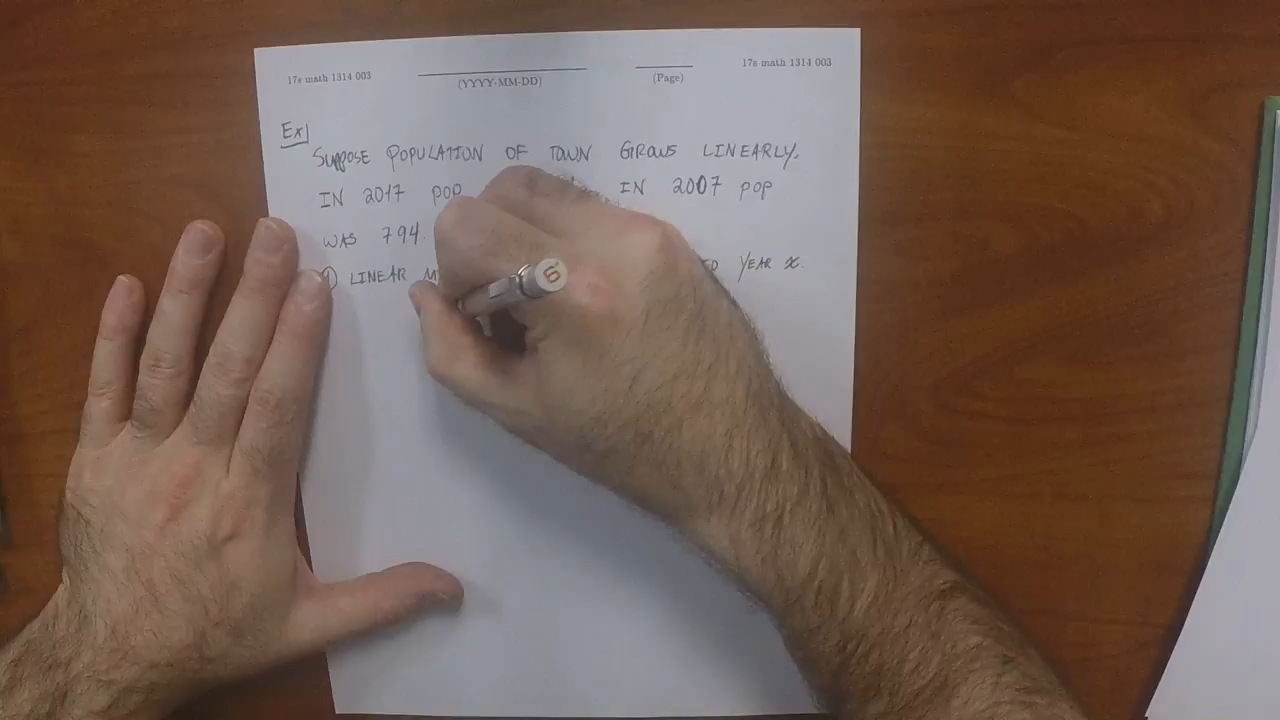 17s math 1314 003
(YYYY-MM-DD)
(Page)
17s math 1314 003
Ex|
SUPPOSE POPULATION OF TOWN GROWS LINEARLY.
IN 2017 POP IN 2007 POP
WAS 794.
① LINEAR YEAR x.